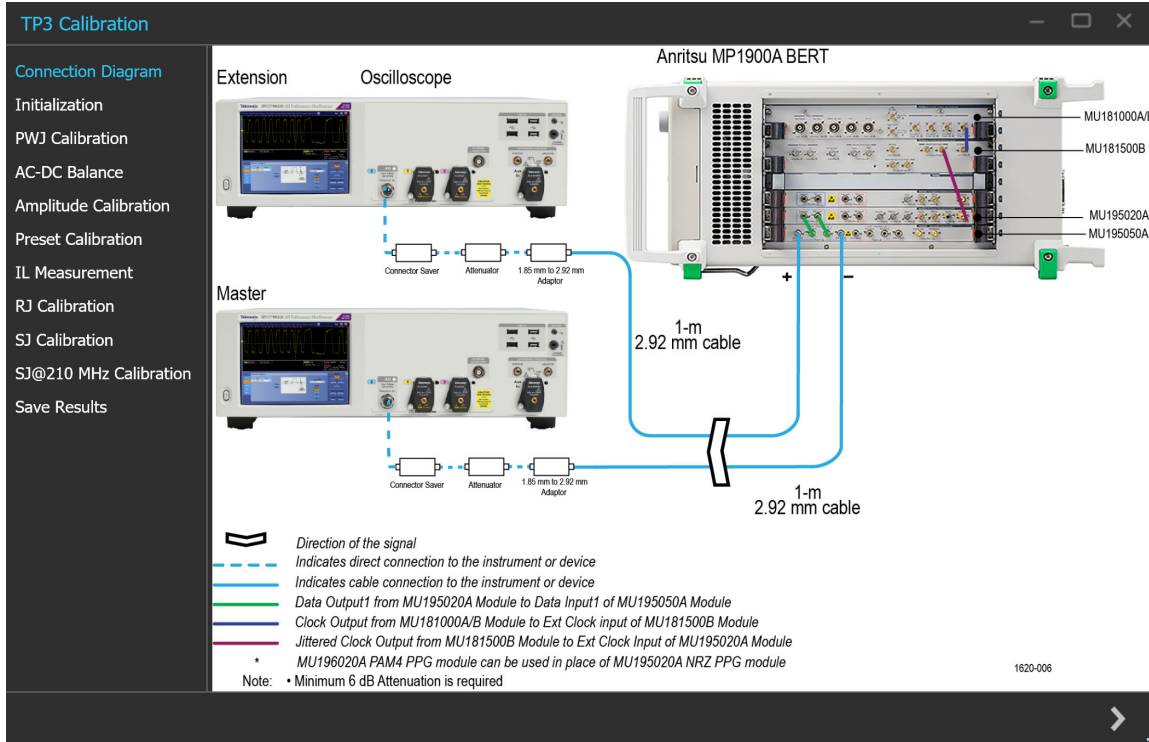 TP3 Calibration
Connection Diagram
Initialization
PWJ Calibration
AC-DC Balance
Amplitude Calibration
Preset Calibration
IL Measurement
RJ Calibration
SJ Calibration
SJ@210 MHz Calibration
Save Results
Anritsu MP1900A BERT
Extension
Oscilloscope
MU181000A/B
MU181500B
MU195020A
MU195050A
Connector Saver
Attenuator
1.85 mm to 2.92 mm
Adaptor
+
−
Master
1-m
2.92 mm cable
Connector Saver
Attenuator
1.85 mm to 2.92 mm
Adaptor
1-m
2.92 mm cable
Direction of the signal
Indicates direct connection to the instrument or device
Indicates cable connection to the instrument or device
Data Output1 from MU195020A Module to Data Input1 of MU195050A Module
Clock Output from MU181000A/B Module to Ext Clock input of MU181500B Module
Jittered Clock Output from MU181500B Module to Ext Clock Input of MU195020A Module
* MU196020A PAM4 PPG module can be used in place of MU195020A NRZ PPG module
Note: • Minimum 6 dB Attenuation is required
1620-006